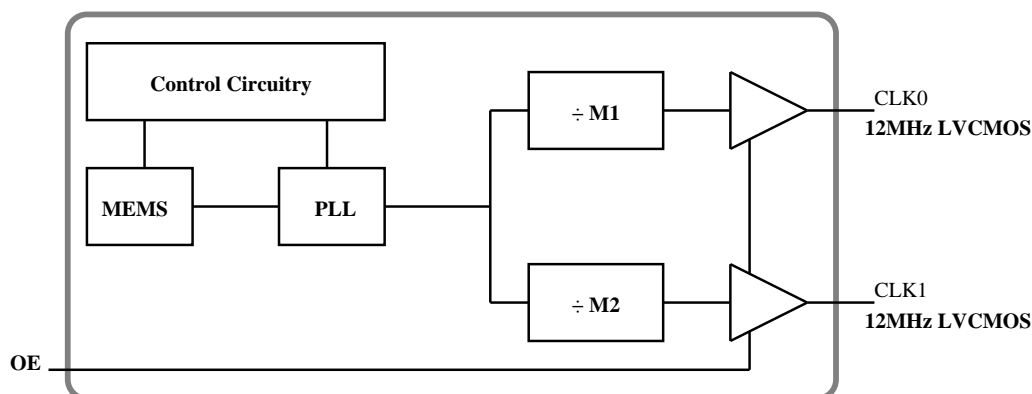 Control Circuitry
MEMS
PLL
÷ M1
÷ M2
CLK0
12MHz LVCMOS
CLK1
12MHz LVCMOS
OE